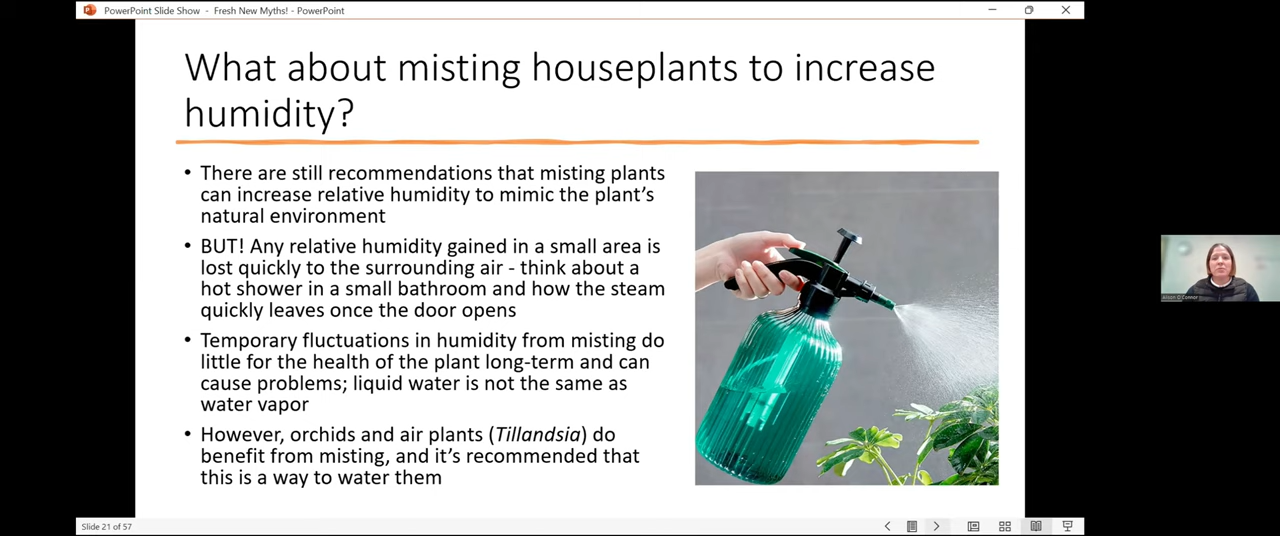 PowerPoint Slide Show - Fresh New Myths! - PowerPoint
What about misting houseplants to increase
humidity?
• There are still recommendations that misting plants
can increase relative humidity to mimic the plant's
natural environment
• BUT! Any relative humidity gained in a small area is
lost quickly to the surrounding air - think about a
hot shower in a small bathroom and how the steam
quickly leaves once the door opens
• Temporary fluctuations in humidity from misting do
little for the health of the plant long-term and can
cause problems; liquid water is not the same as
water vapor
• However, orchids and air plants (Tillandsia) do
benefit from misting, and it's recommended that
this is a way to water them
Alison O'Connor
Slide 21 of 57